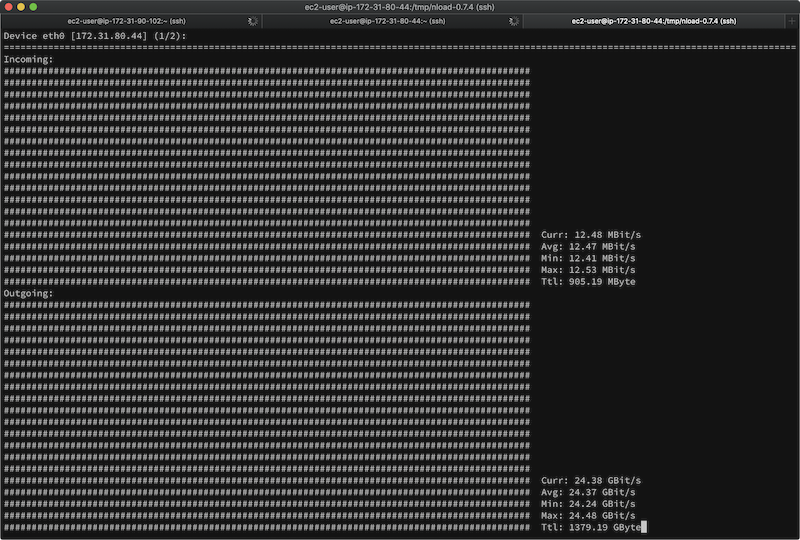 ec2-user@ip-172-31-80-44:/tmp/nload-0.7.4 (ssh)
ec2-user@ip-172-31-90-102:~ (ssh)
ec2-user@ip-172-31-80-44:~ (ssh)
ec2-user@ip-172-31-80-44:/tmp/nload-0.7.4 (ssh)
Device eth0 [172.31.80.44] (1/2):
Incoming:
Curr: 12.48 MBit/s
Avg: 12.47 MBit/s
Min: 12.41 MBit/s
Max: 12.53 MBit/s
Ttl: 905.19 MByte
Outgoing:
Curr: 24.38 GBit/s
Avg: 24.37 GBit/s
Min: 24.24 GBit/s
Max: 24.48 GBit/s
Ttl: 1379.19 GByte